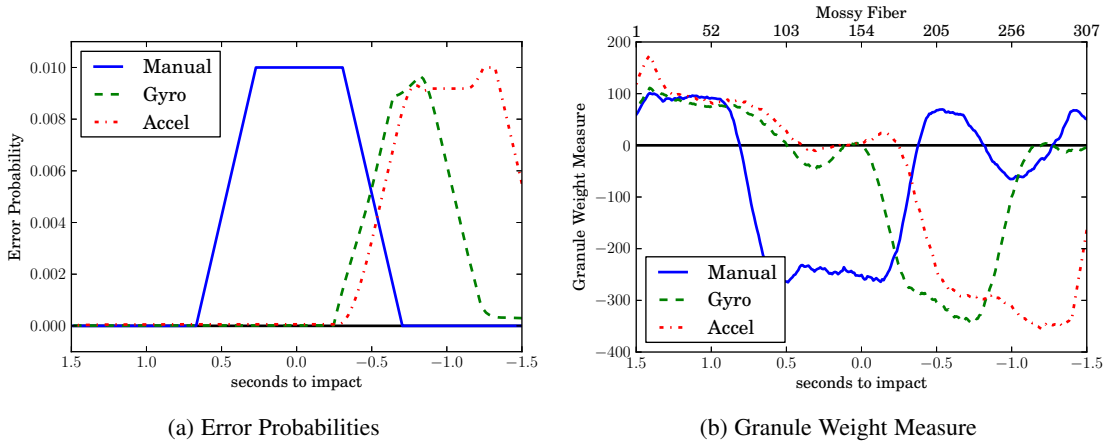 Error Probability
0.010
0.008
0.006
0.004
0.002
0.000
Manual
Gyro
Accel
1.5 1.0 0.5 0.0 −0.5 −1.0 −1.5
seconds to impact
(a) Error Probabilities
Mossy Fiber
1 52 103 154 205 256 307
Granule Weight Measure
200
100
0
−100
−200
−300
−400
Manual
Gyro
Accel
1.5 1.0 0.5 0.0 −0.5 −1.0 −1.5
seconds to impact
(b) Granule Weight Measure